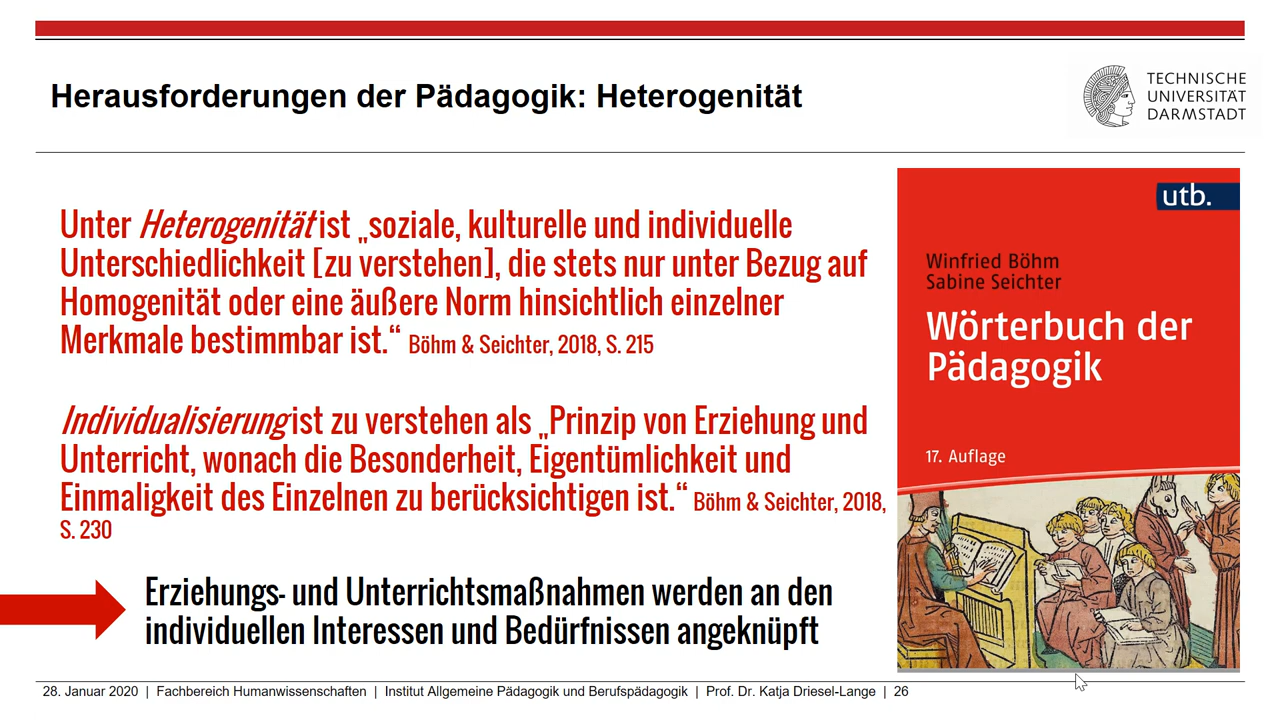 Herausforderungen der Pädagogik: Heterogenität
TECHNISCHE
UNIVERSITÄT
DARMSTADT
Unter Heterogenität ist „soziale, kulturelle und individuelle
Unterschiedlichkeit [zu verstehen], die stets nur unter Bezug auf
Homogenität oder eine äußere Norm hinsichtlich einzelner
Merkmale bestimmbar ist.“ Böhm & Seichter, 2018, S. 215
Individualisierung ist zu verstehen als „Prinzip von Erziehung und
Unterricht, wonach die Besonderheit, Eigentümlichkeit und
Einmaligkeit des Einzelnen zu berücksichtigen ist.“ Böhm & Seichter, 2018,
S. 230
Erziehungs- und Unterrichtsmaßnahmen werden an den
individuellen Interessen und Bedürfnissen angeknüpft
utb.
Winfried Böhm
Sabine Seichter
Wörterbuch der
Pädagogik
17. Auflage
28. Januar 2020 | Fachbereich Humanwissenschaften | Institut Allgemeine Pädagogik und Berufspädagogik | Prof. Dr. Katja Driesel-Lange | 26